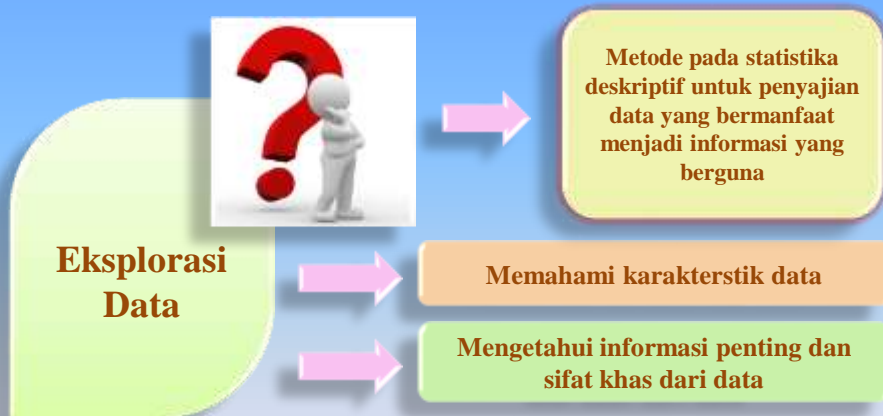 Metode pada statistika
deskriptif untuk penyajian
data yang bermanfaat
menjadi informasi yang
berguna
Eksplorasi
Data
Memahami karakterstik data
Mengetahui informasi penting dan
sifat khas dari data